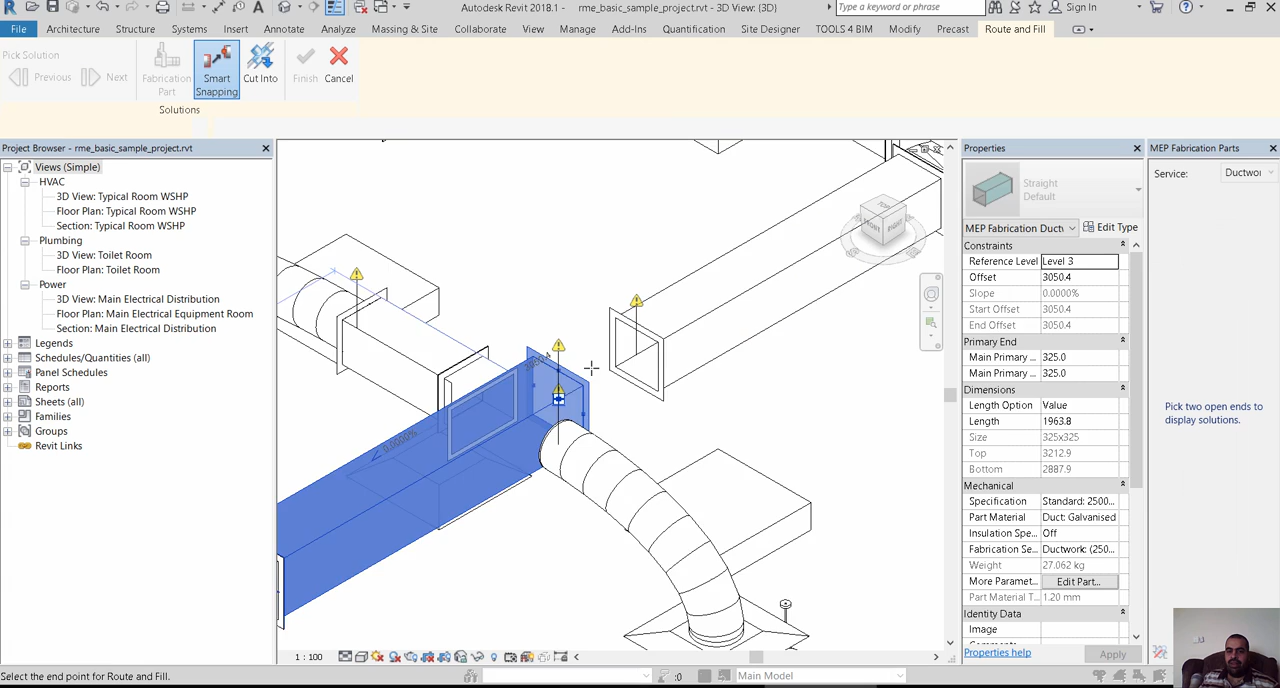 Autodesk Revit 2018.1 - rme_basic_sample_project.rvt - 3D View: {3D}
Type a keyword or phrase
Sign In
File Architecture Structure Systems Insert Annotate Analyze Massing & Site Collaborate View Manage Add-Ins Quantification Site Designer TOOLS 4 BIM Modify Precast Route and Fill
Pick Solution
Previous Next
Fabrication Part
Smart Snapping
Cut Into
Finish Cancel
Solutions
Project Browser - rme_basic_sample_project.rvt
Views (Simple)
HVAC
3D View: Typical Room WSHP
Floor Plan: Typical Room WSHP
Section: Typical Room WSHP
Plumbing
3D View: Toilet Room
Floor Plan: Toilet Room
Power
3D View: Main Electrical Distribution
Floor Plan: Main Electrical Equipment Room
Section: Main Electrical Distribution
Legends
Schedules/Quantities (all)
Panel Schedules
Reports
Sheets (all)
Families
Groups
Revit Links
TOP
FRONT
RIGHT
0.0000%
Properties
Straight
Default
MEP Fabrication Duct
Edit Type
Constraints
Reference Level Level 3
Offset 3050.4
Slope 0.0000%
Start Offset 3050.4
End Offset 3050.4
Primary End
Main Primary ... 325.0
Main Primary ... 325.0
Dimensions
Length Option Value
Length 1963.8
Size 325x325
Top 3212.9
Bottom 2887.9
Mechanical
Specification Standard: 2500...
Part Material Duct: Galvanised
Insulation Spe... Off
Fabrication Se... Ductwork: (250...
Weight 27.062 kg
More Paramet... Edit Part...
Part Material T... 1.20 mm
Identity Data
Image
Properties help
Apply
MEP Fabrication Parts
Service: Ductwor
Pick two open ends to
display solutions.
1 : 100
Select the end point for Route and Fill.
:0
Main Model